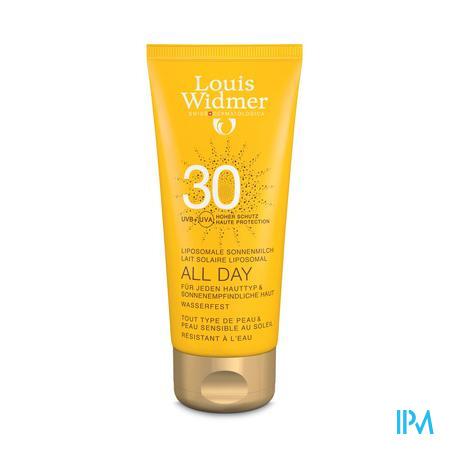 Louis
Widmer
SWISS DERMATOLOGICA
30
UVB+UVA
HOHER SCHUTZ
HAUTE PROTECTION
LIPOSOMALE SONNENMILCH
LAIT SOLAIRE LIPOSOMAL
ALL DAY
FÜR JEDEN HAUTTYP &
SONNENEMPFINDLICHE HAUT
WASSERFEST
TOUT TYPE DE PEAU &
PEAU SENSIBLE AU SOLEIL
RÉSISTANT À L'EAU
IPM